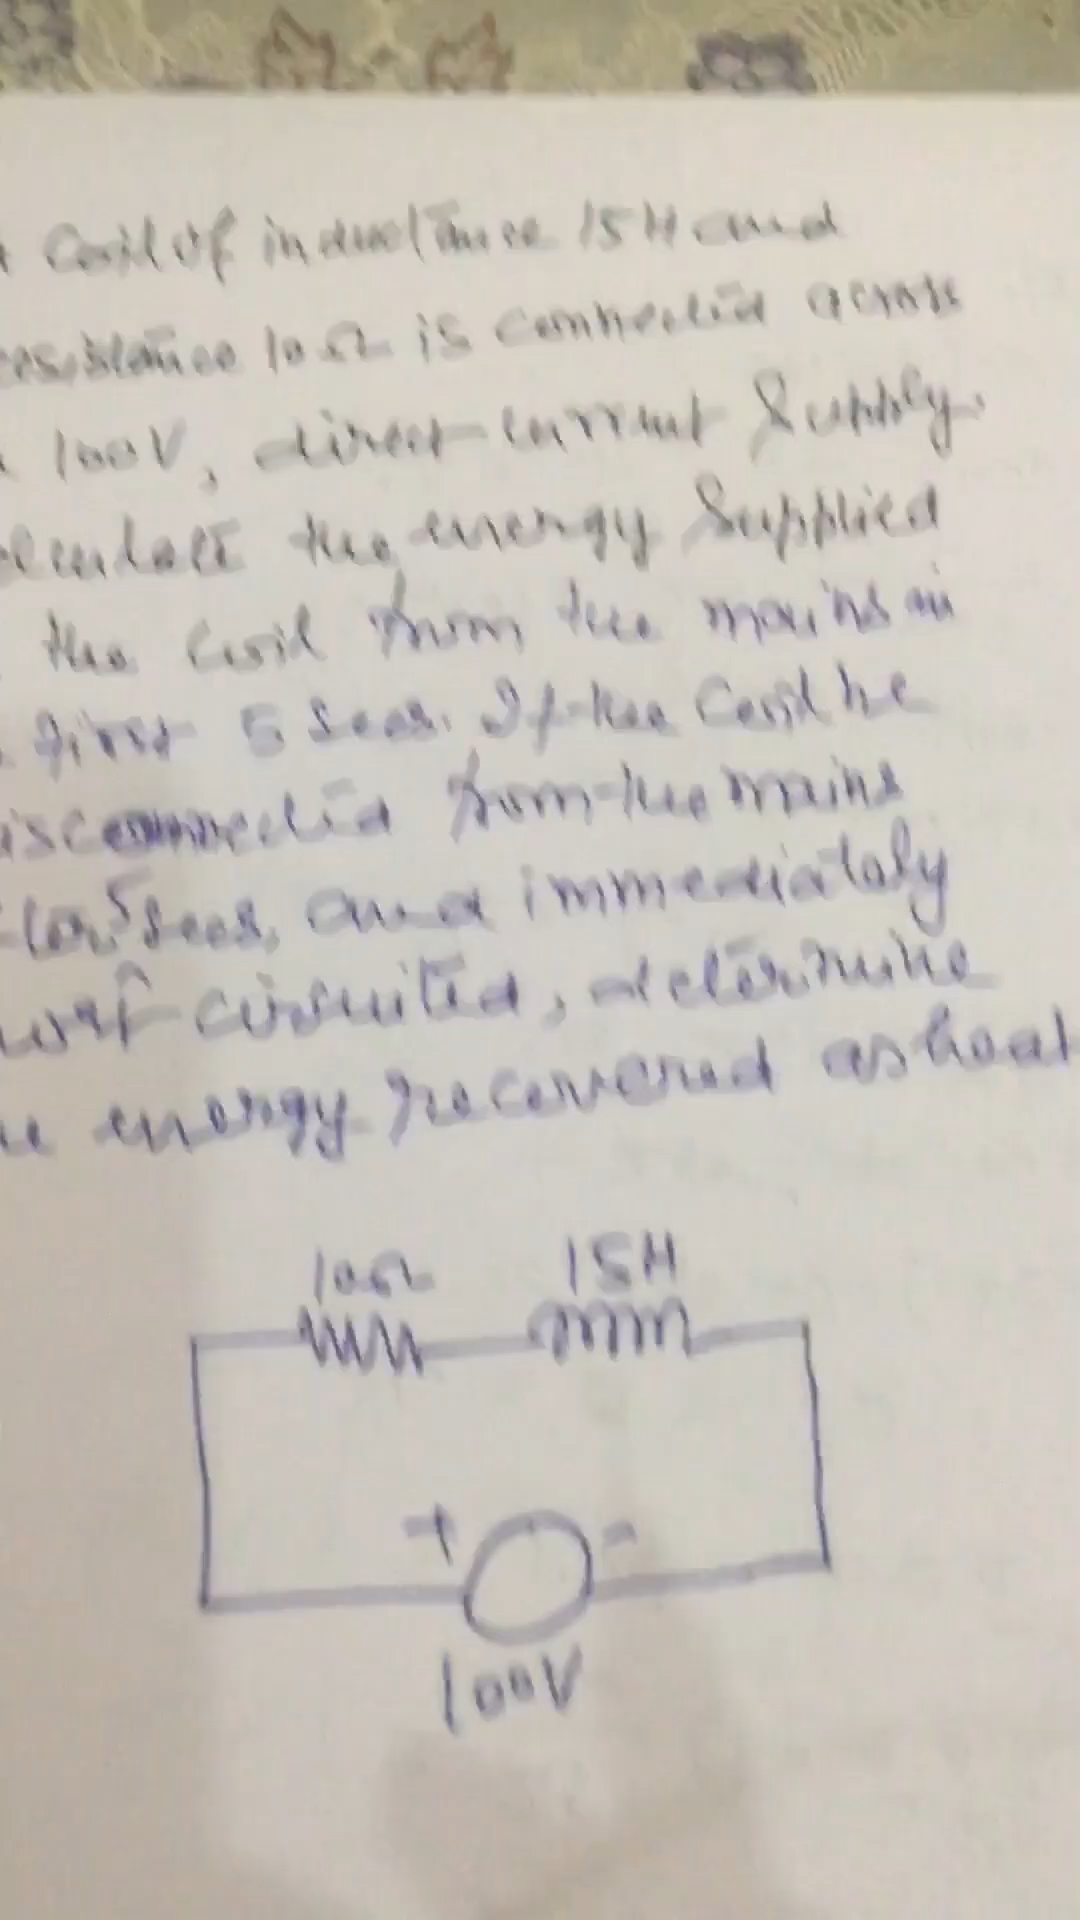 Coil of inductance 15H and
resistance 10Ω is connected across
100V, direct current Supply.
the energy Supplied
the Coil from the mains in
first 5 Secs. If the Coil be
disconnected from the mains
5 secs, and immediately
circuited, determine
energy recovered as heat
10Ω 15H
+ -
100V